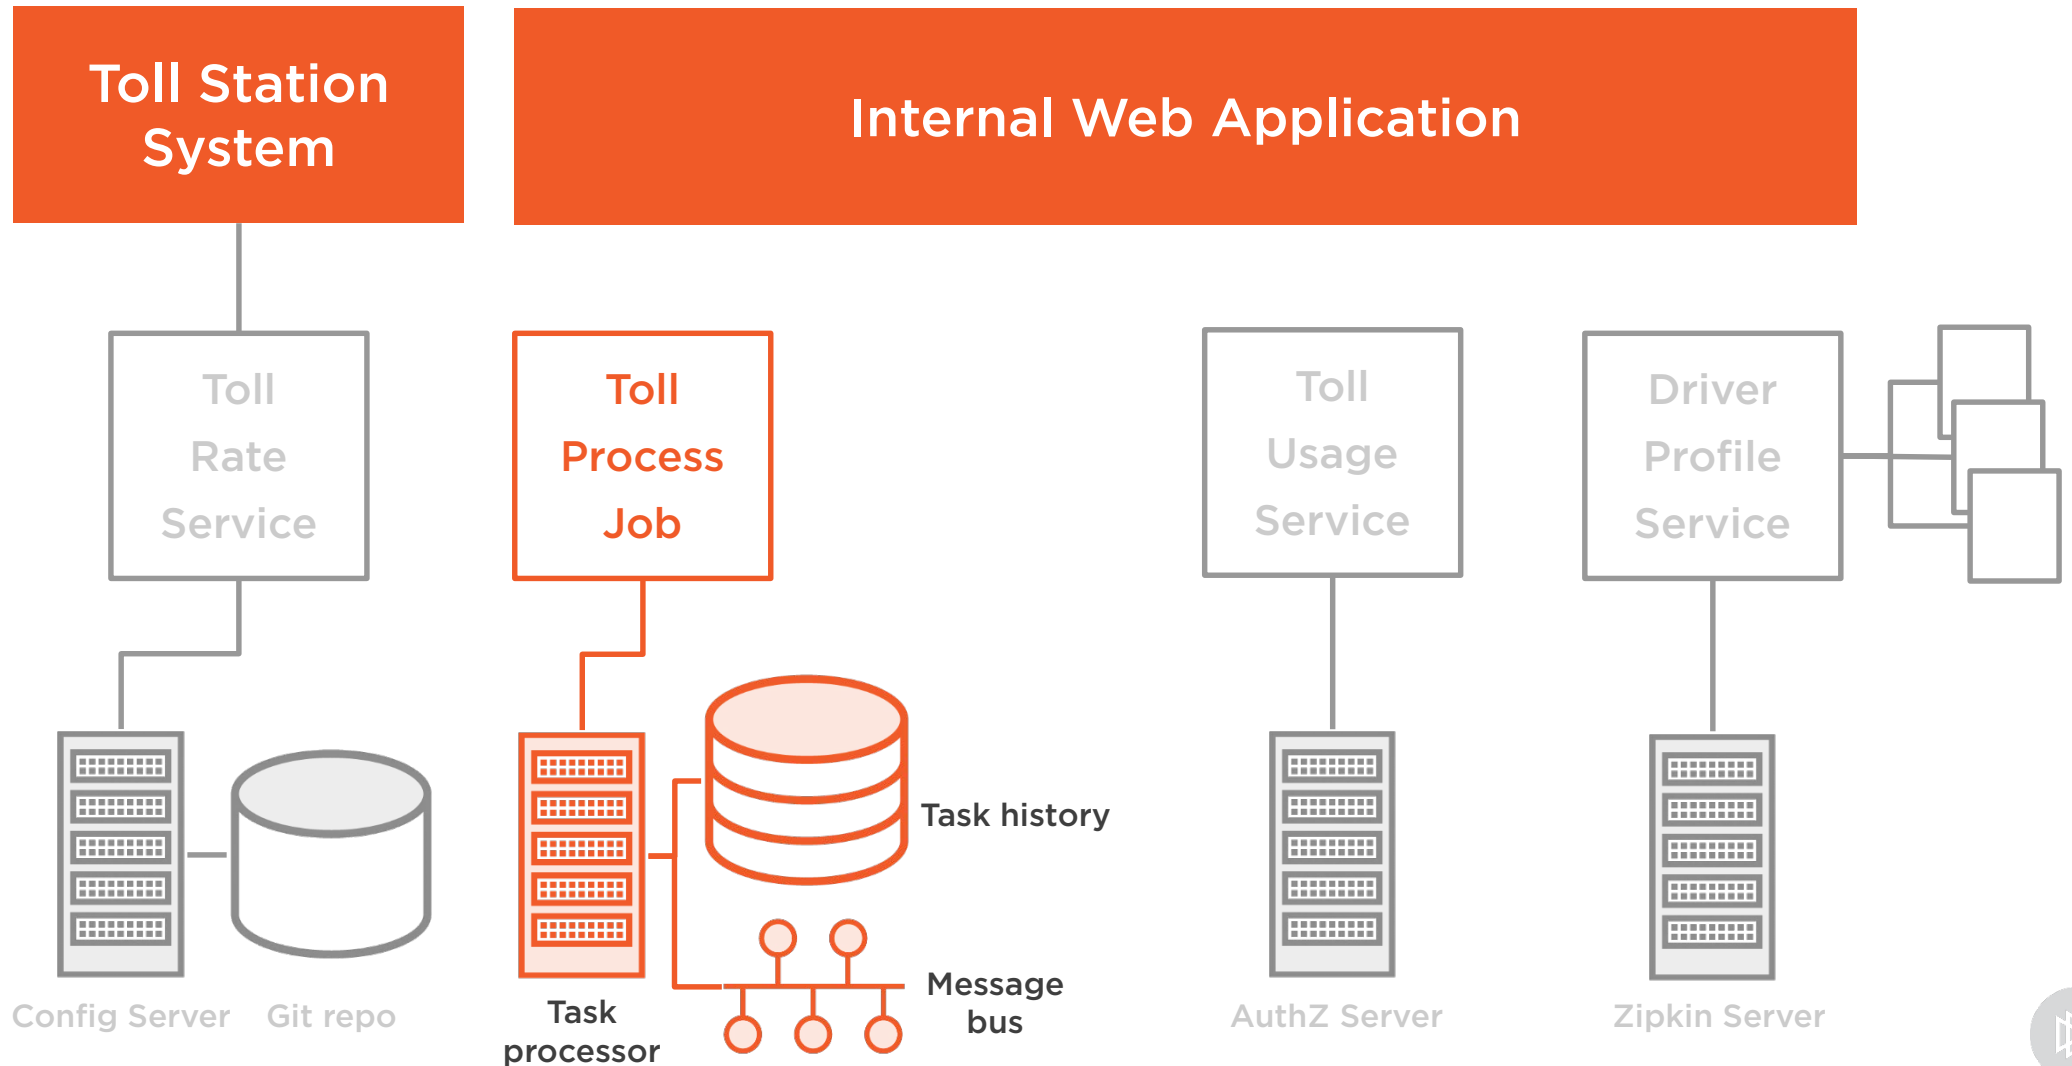 Toll Station
System
Internal Web Application
Toll
Rate
Service
Toll
Process
Job
Toll
Usage
Service
Driver
Profile
Service
Task history
Message
bus
Config Server
Git repo
Task
processor
AuthZ Server
Zipkin Server